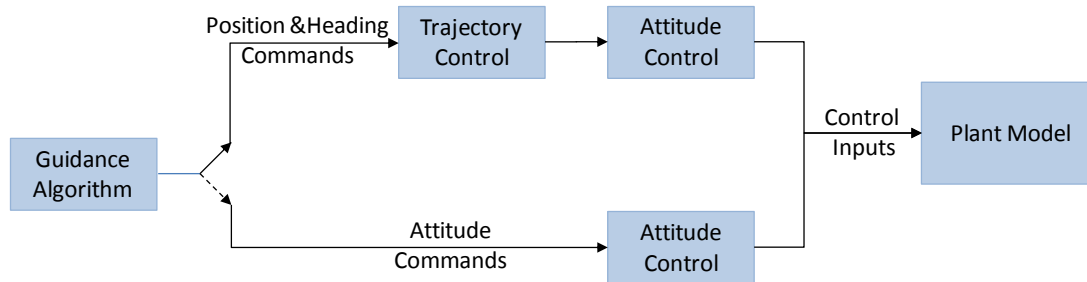 Position &Heading
Commands
Trajectory
Control
Attitude
Control
Control
Inputs
Plant Model
Guidance
Algorithm
Attitude
Commands
Attitude
Control